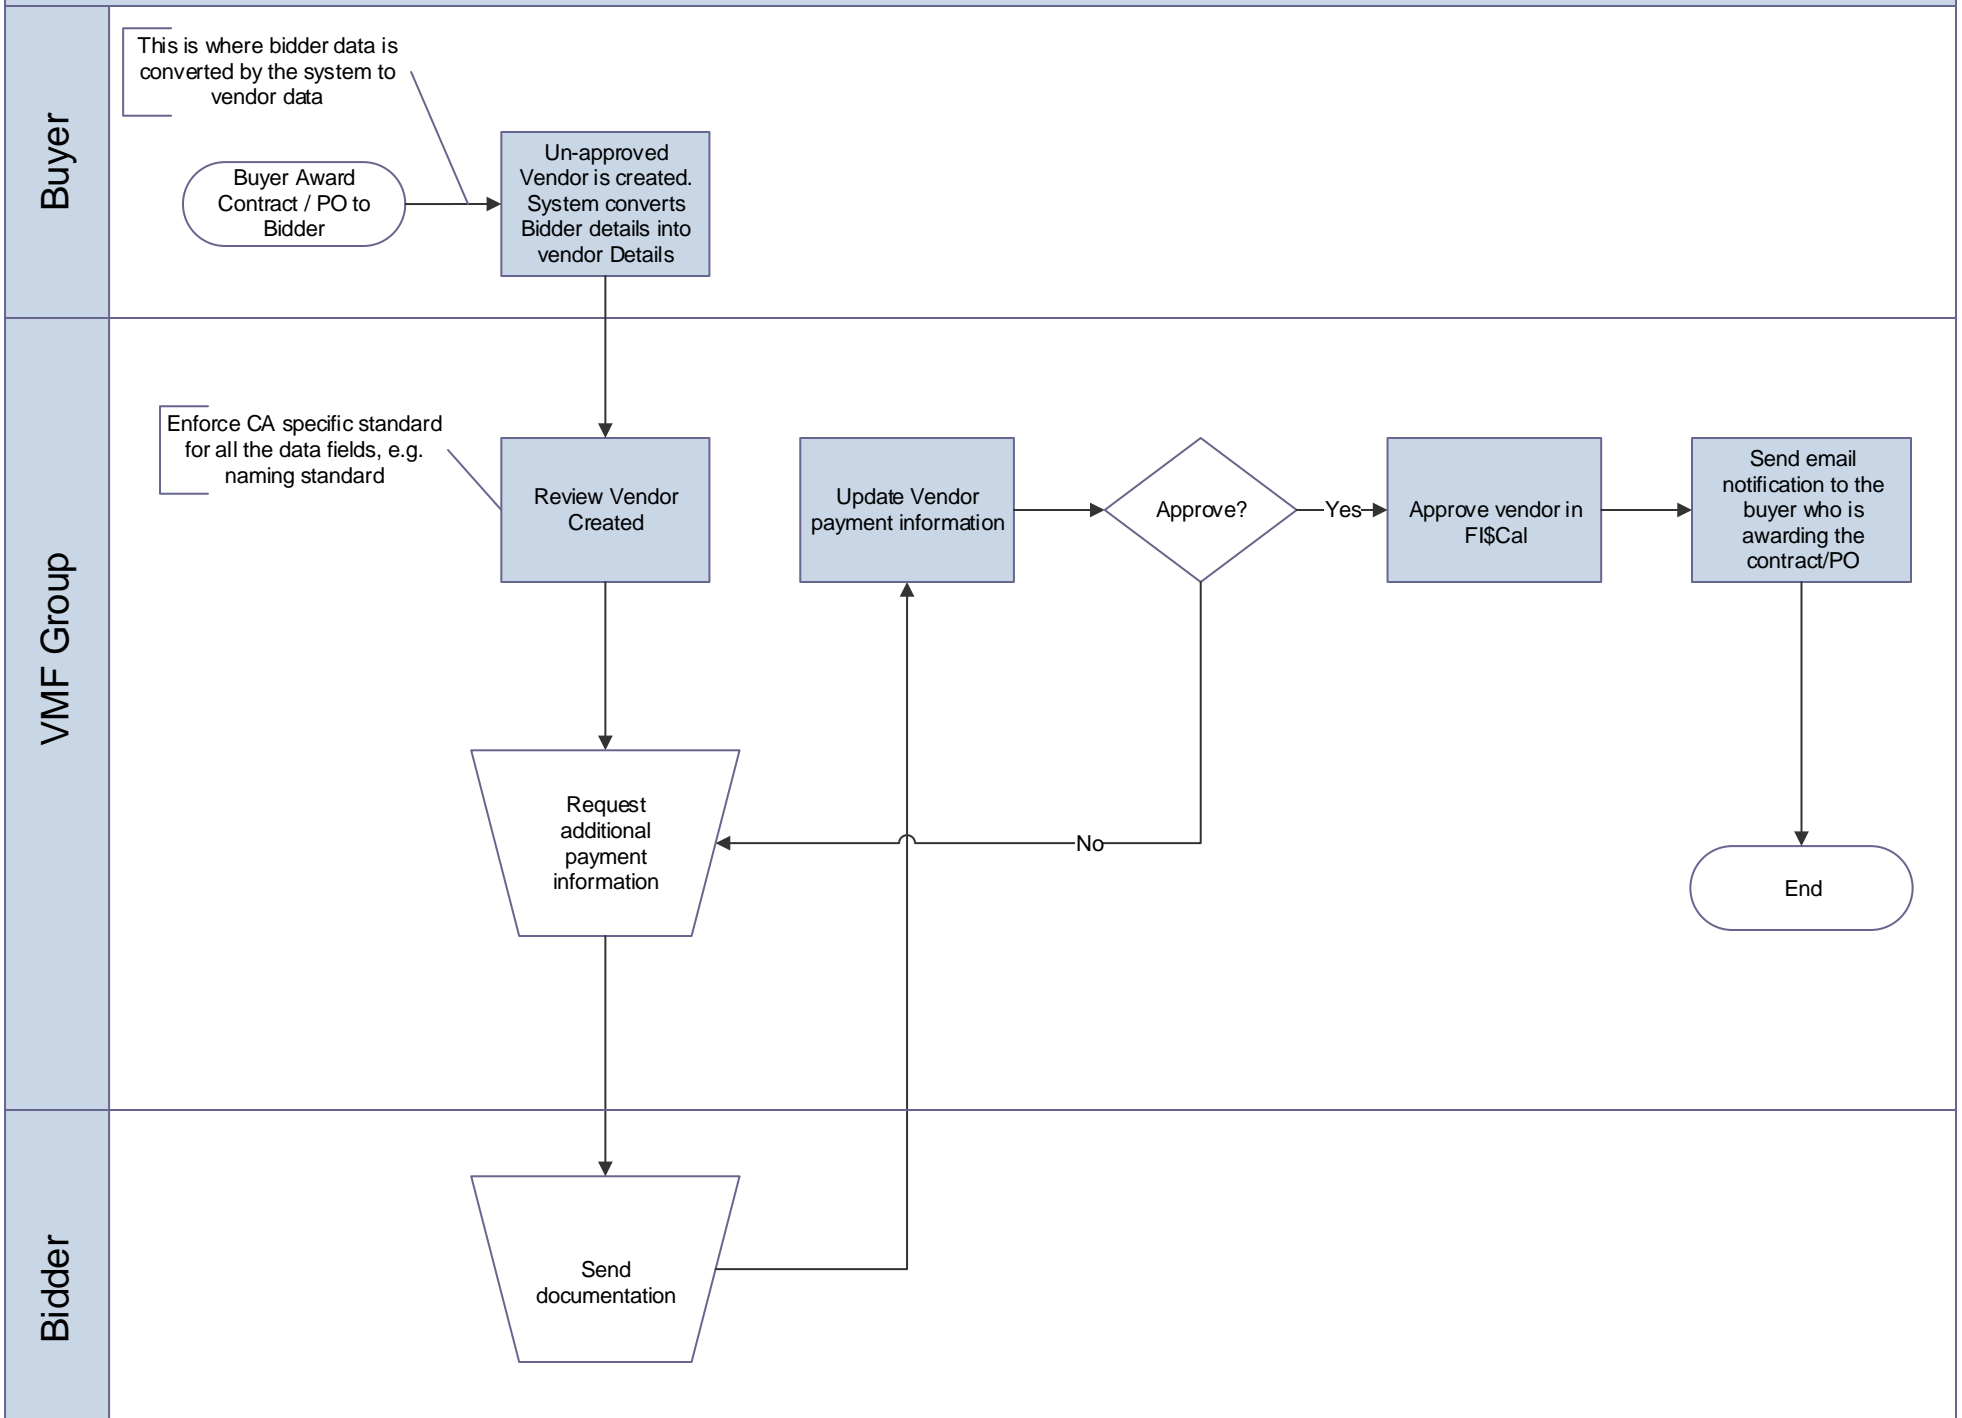 Buyer
This is where bidder data is
converted by the system to
vendor data
Buyer Award
Contract / PO to
Bidder
Un-approved
Vendor is created.
System converts
Bidder details into
vendor Details
VMF Group
Enforce CA specific standard
for all the data fields, e.g.
naming standard
Review Vendor
Created
Update Vendor
payment information
Approve?
Yes
Approve vendor in
FI$Cal
Send email
notification to the
buyer who is
awarding the
contract/PO
Request
additional
payment
information
No
End
Bidder
Send
documentation